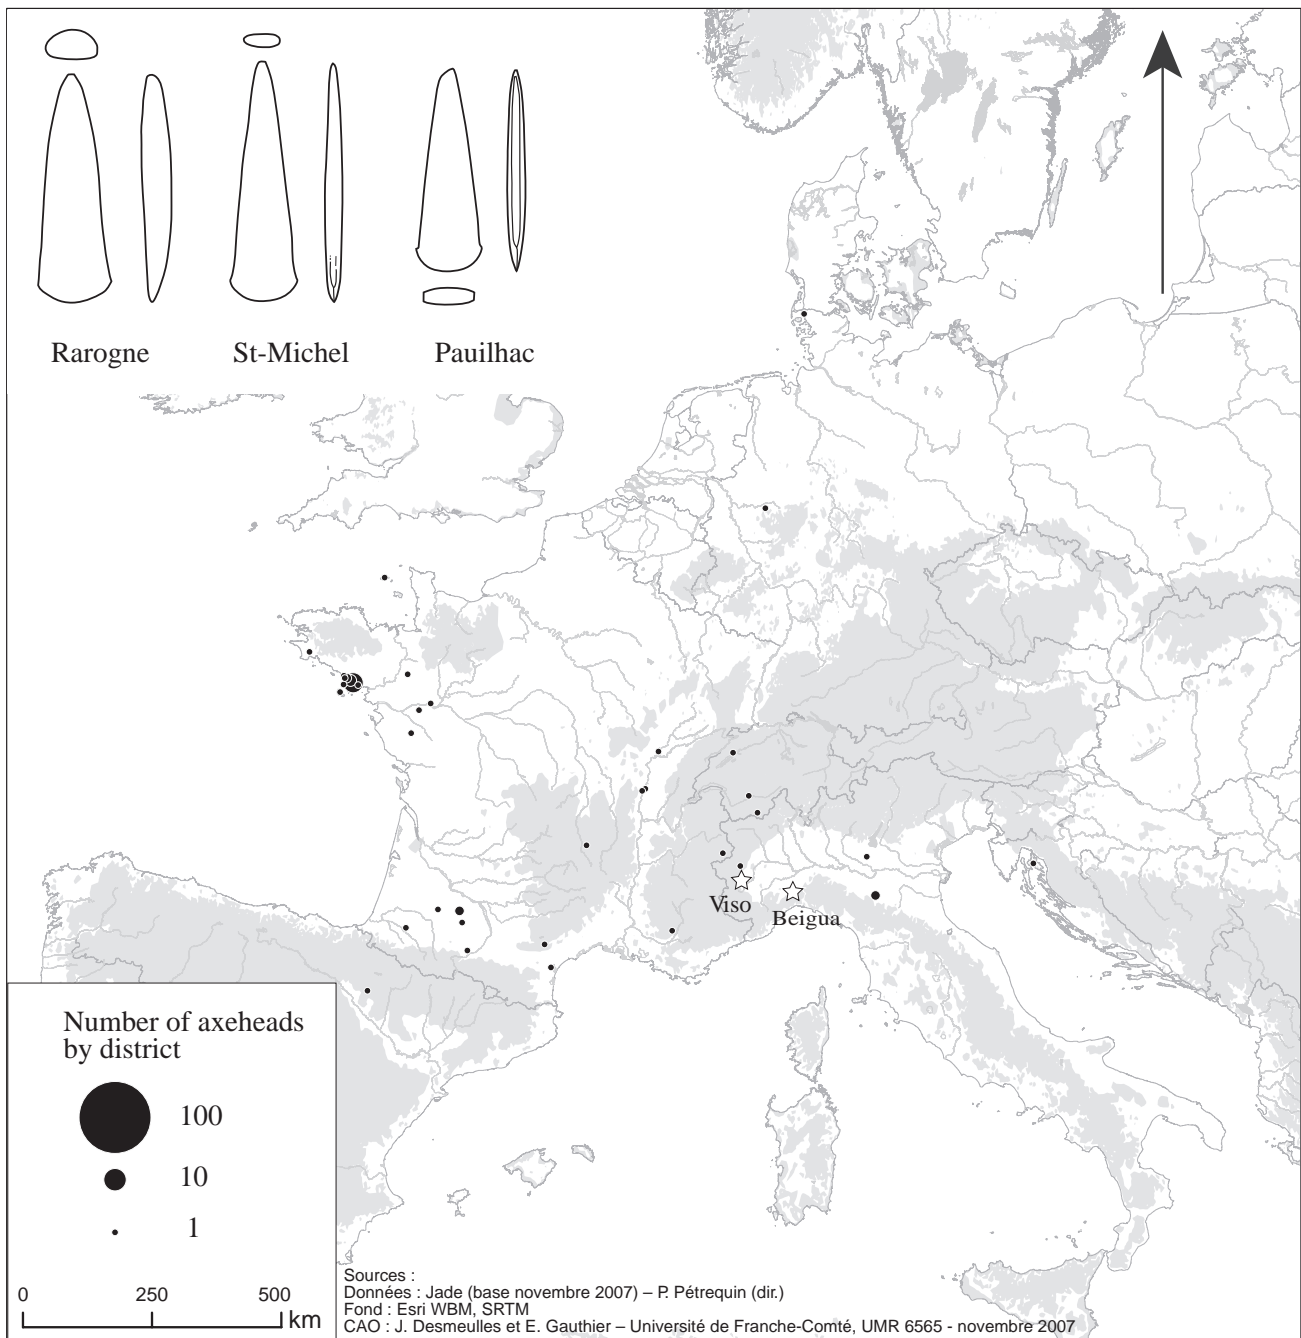 Rarogne
St-Michel
Pauilhac
Viso
Beigua
Number of axeheads
by district
100
10
1
0 250 500
km
Sources :
Données : Jade (base novembre 2007) – P. Pétrequin (dir.)
Fond : Esri WBM, SRTM
CAO : J. Desmeulles et E. Gauthier – Université de Franche-Comté, UMR 6565 - novembre 2007